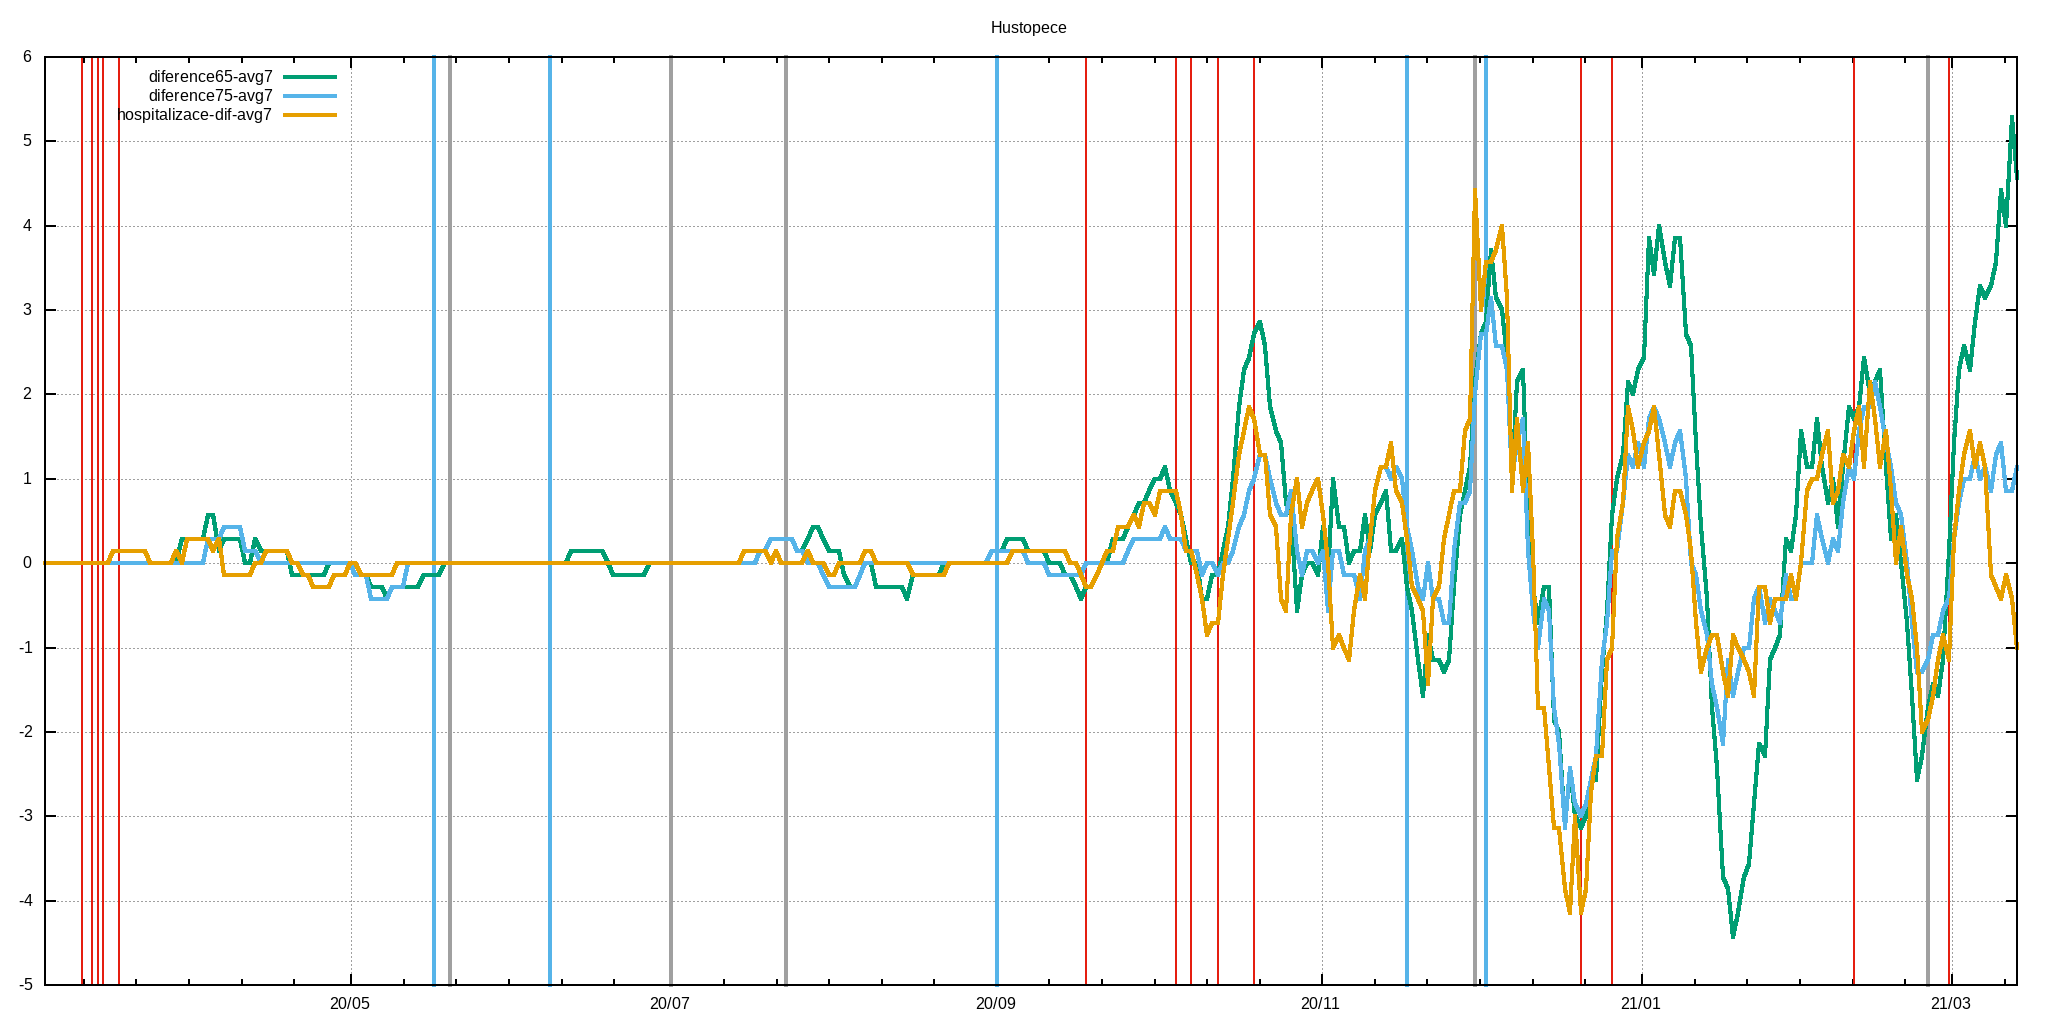 Hustopece
diference65-avg7
diference75-avg7
hospitalizace-dif-avg7
6
5
4
3
2
1
0
-1
-2
-3
-4
-5
20/05 20/07 20/09 20/11 21/01 21/03